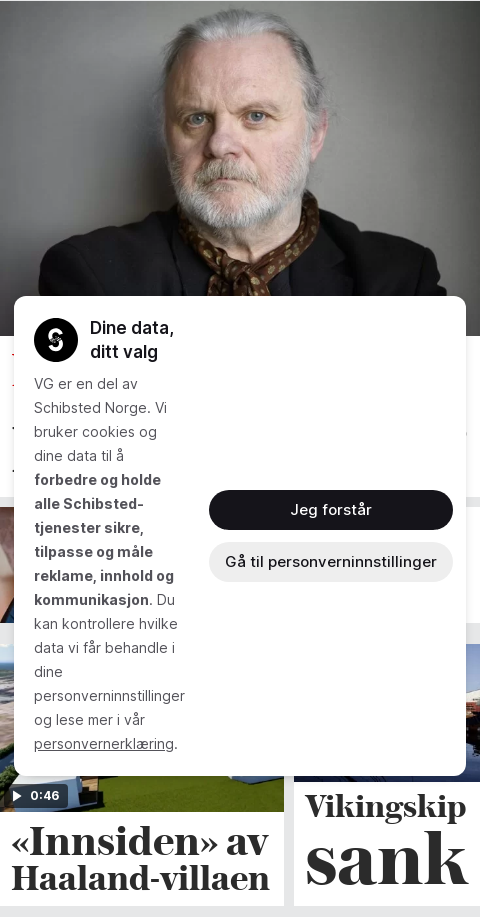 Dine data,
ditt valg
VG er en del av
Schibsted Norge. Vi
bruker cookies og
dine data til å
forbedre og holde
alle Schibsted-
tjenester sikre,
tilpasse og måle
reklame, innhold og
kommunikasjon. Du
kan kontrollere hvilke
data vi får behandle i
dine
personverninnstillinger
og lese mer i vår
personvernerklæring.
Jeg forstår
Gå til personverninnstillinger
0:46
«Innsiden» av
Haaland-villaen
Vikingskip
sank